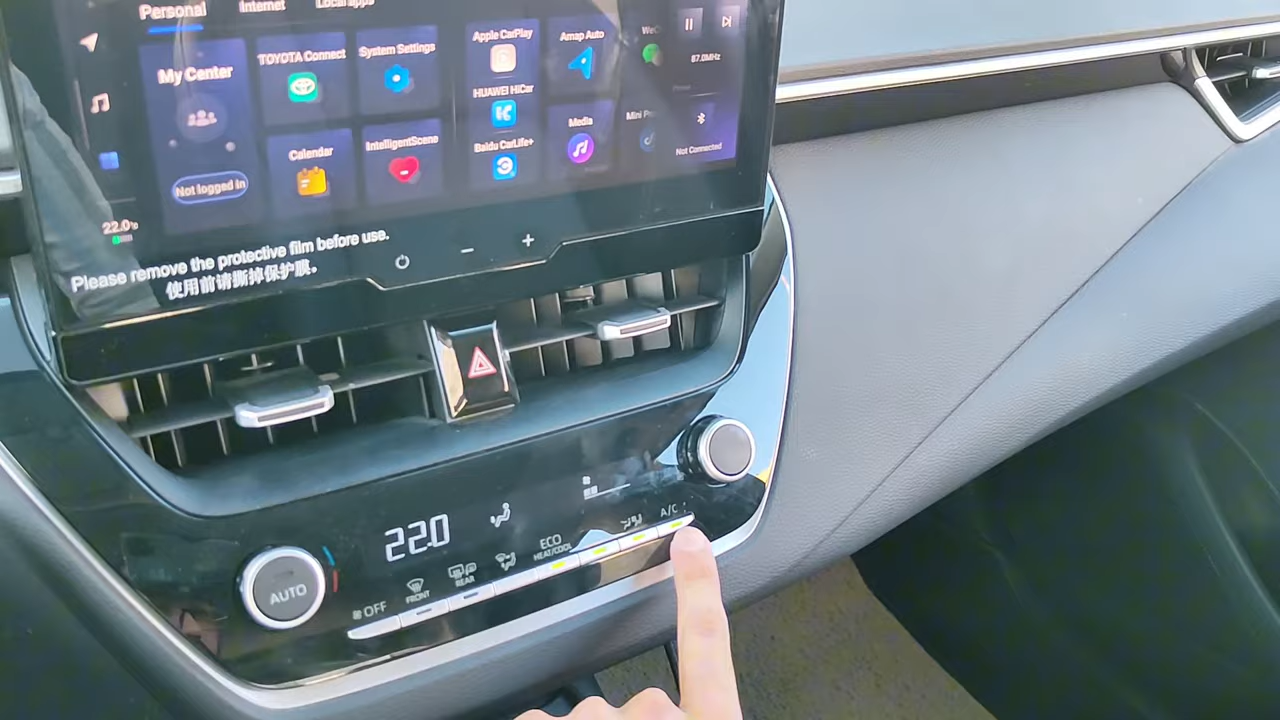 Personal
Internet
Local apps
My Center
Not logged in
TOYOTA Connect
System Settings
Calendar
IntelligentScene
Apple CarPlay
HUAWEI HiCar
Baidu CarLife+
Amap Auto
Media
87.0MHz
Not Connected
22.0°c
Please remove the protective film before use.
使用前请撕掉保护膜。
22.0
AUTO
OFF
FRONT
REAR
ECO
HEAT/COOL
A/C